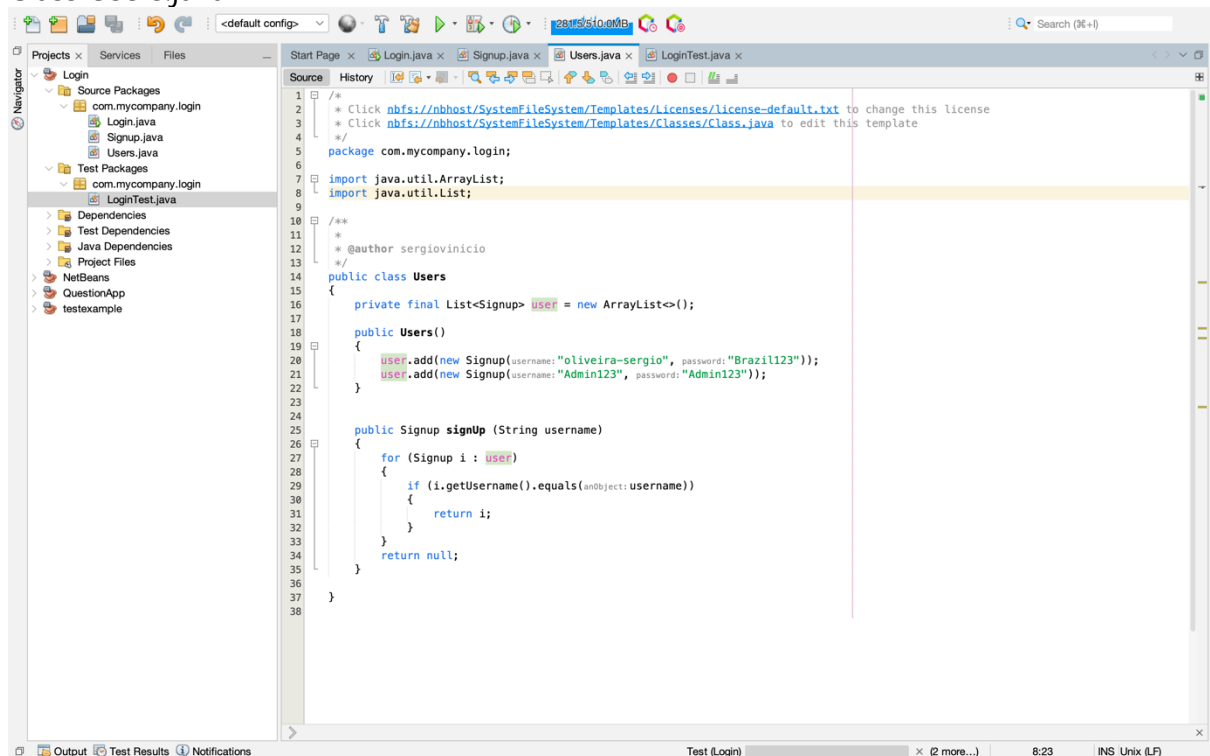 <default config>
281.5/510.0MB
Search (⌘+I)
Projects × Services Files
Start Page × Login.java × Signup.java × Users.java × LoginTest.java ×
Navigator
Source History
Login
Source Packages
com.mycompany.login
Login.java
Signup.java
Users.java
Test Packages
com.mycompany.login
LoginTest.java
Dependencies
Test Dependencies
Java Dependencies
Project Files
NetBeans
QuestionApp
testexample
1 /*
2 * Click nbfs://nbhost/SystemFileSystem/Templates/Licenses/license-default.txt to change this license
3 * Click nbfs://nbhost/SystemFileSystem/Templates/Classes/Class.java to edit this template
4 */
5 package com.mycompany.login;
6
7 import java.util.ArrayList;
8 import java.util.List;
9
10 /**
11 *
12 * @author sergiovinicio
13 */
14 public class Users
15 {
16 private final List<Signup> user = new ArrayList<>();
17
18 public Users()
19 {
20 user.add(new Signup(username: "oliveira-sergio", password: "Brazil123"));
21 user.add(new Signup(username: "Admin123", password: "Admin123"));
22 }
23
24
25 public Signup signUp (String username)
26 {
27 for (Signup i : user)
28 {
29 if (i.getUsername().equals(anObject: username))
30 {
31 return i;
32 }
33 }
34 return null;
35 }
36
37 }
38
Output Test Results Notifications
Test (Login) × (2 more...) 8:23 INS Unix (LF)